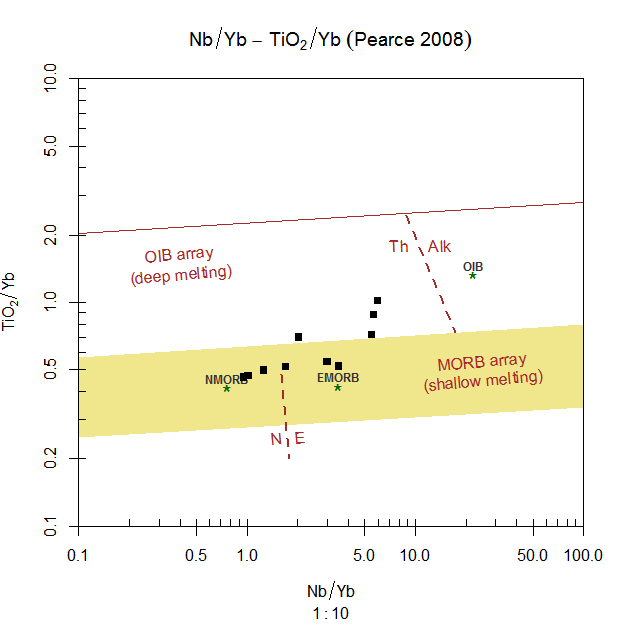 Nb/Yb – TiO₂/Yb (Pearce 2008)
10.0
5.0
2.0
1.0
0.5
0.2
0.1
TiO₂/Yb
OIB array
(deep melting)
Th
Alk
OIB
MORB array
(shallow melting)
NMORB
EMORB
N
E
0.1
0.5
1.0
5.0
10.0
50.0
100.0
Nb/Yb
1:10